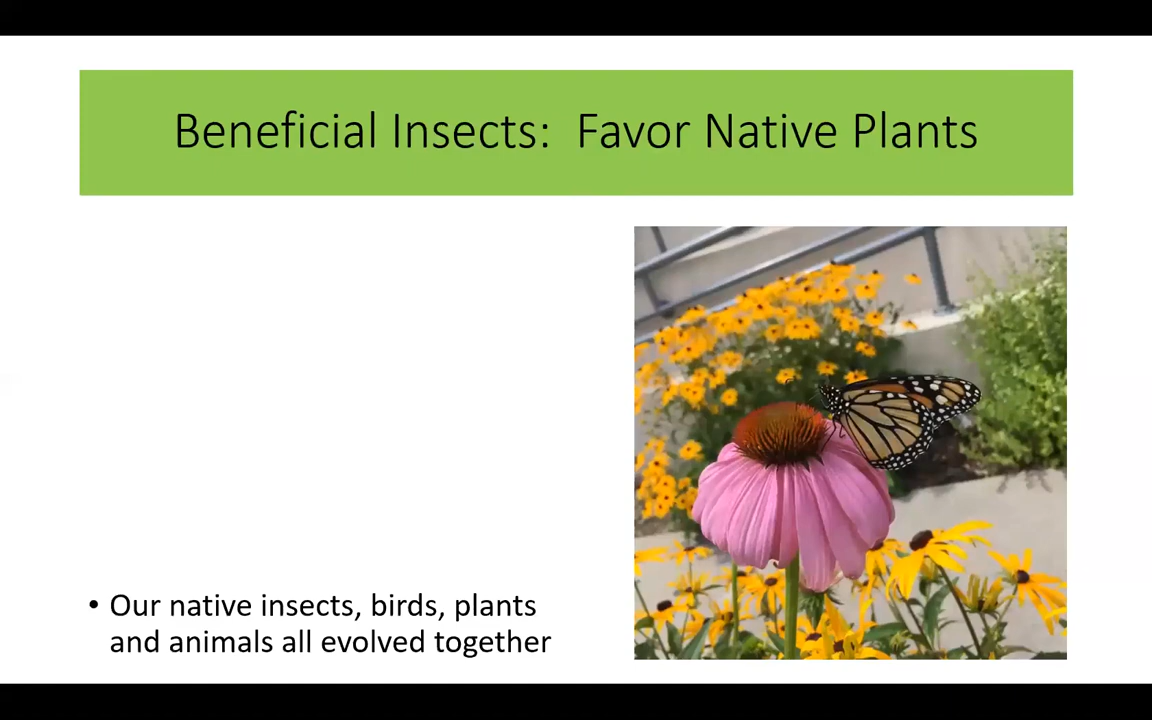 Beneficial Insects:  Favor Native Plants
• Our native insects, birds, plants
and animals all evolved together